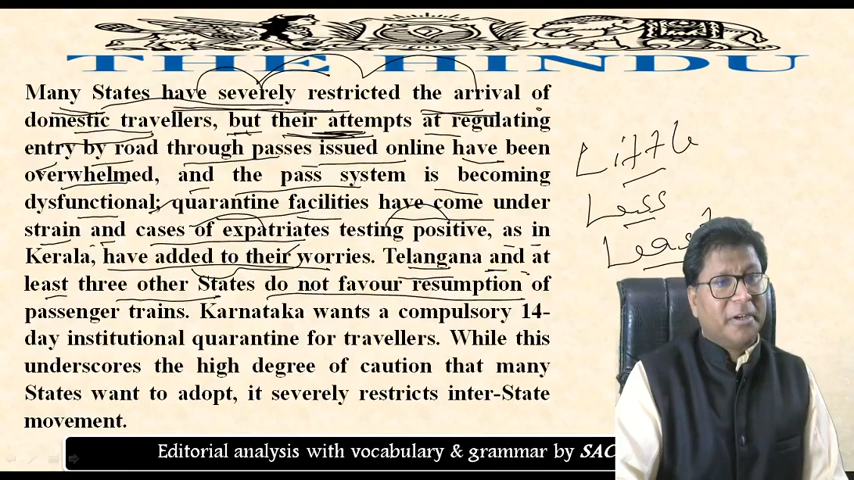 THE HINDU
Many States have severely restricted the arrival of
domestic travellers, but their attempts at regulating
entry by road through passes issued online have been
overwhelmed, and the pass system is becoming
dysfunctional; quarantine facilities have come under
strain and cases of expatriates testing positive, as in
Kerala, have added to their worries. Telangana and at
least three other States do not favour resumption of
passenger trains. Karnataka wants a compulsory 14-
day institutional quarantine for travellers. While this
underscores the high degree of caution that many
States want to adopt, it severely restricts inter-State
movement.
Little
Less
Least
Editorial analysis with vocabulary & grammar by SAC